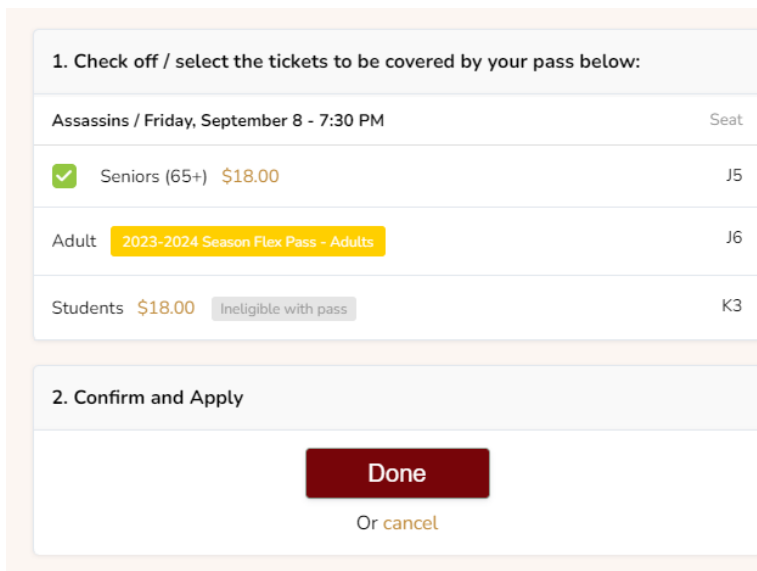 1. Check off / select the tickets to be covered by your pass below:
Assassins / Friday, September 8 - 7:30 PM Seat
Seniors (65+) $18.00 J5
Adult 2023-2024 Season Flex Pass - Adults J6
Students $18.00 Ineligible with pass K3
2. Confirm and Apply
Done
Or cancel